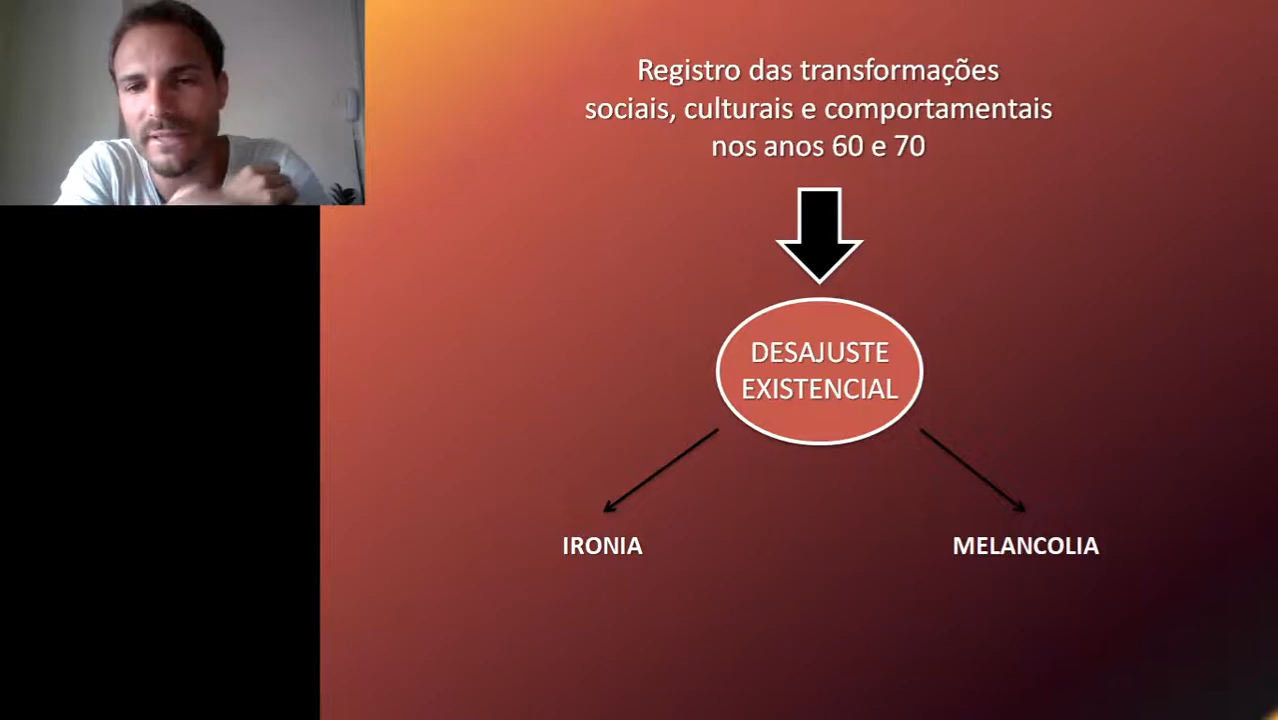 Registro das transformações
sociais, culturais e comportamentais
nos anos 60 e 70
DESAJUSTE
EXISTENCIAL
IRONIA
MELANCOLIA